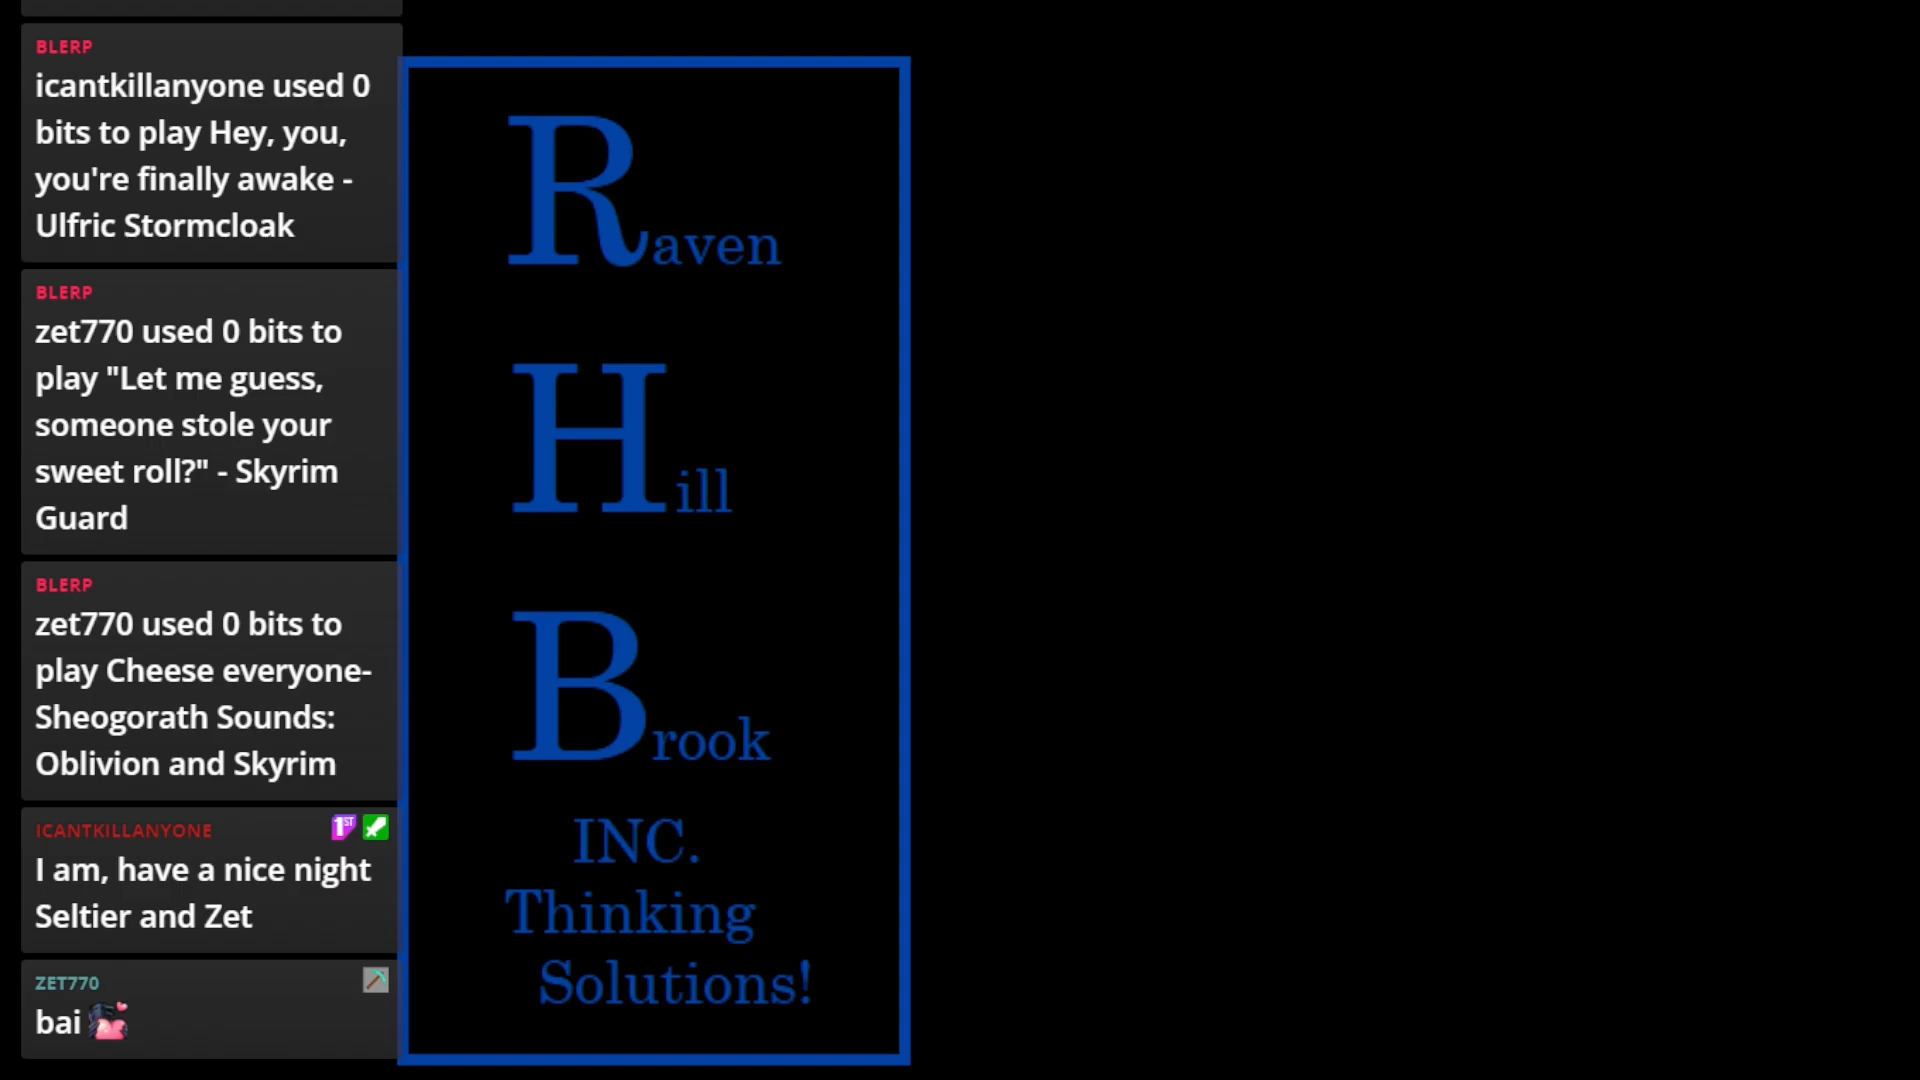 BLERP
icantkillanyone used 0
bits to play Hey, you,
you're finally awake -
Ulfric Stormcloak
BLERP
zet770 used 0 bits to
play "Let me guess,
someone stole your
sweet roll?" - Skyrim
Guard
BLERP
zet770 used 0 bits to
play Cheese everyone-
Sheogorath Sounds:
Oblivion and Skyrim
ICANTKILLANYONE 1ST
I am, have a nice night
Seltier and Zet
ZET770
bai
Raven
Hill
Brook
INC.
Thinking
Solutions!